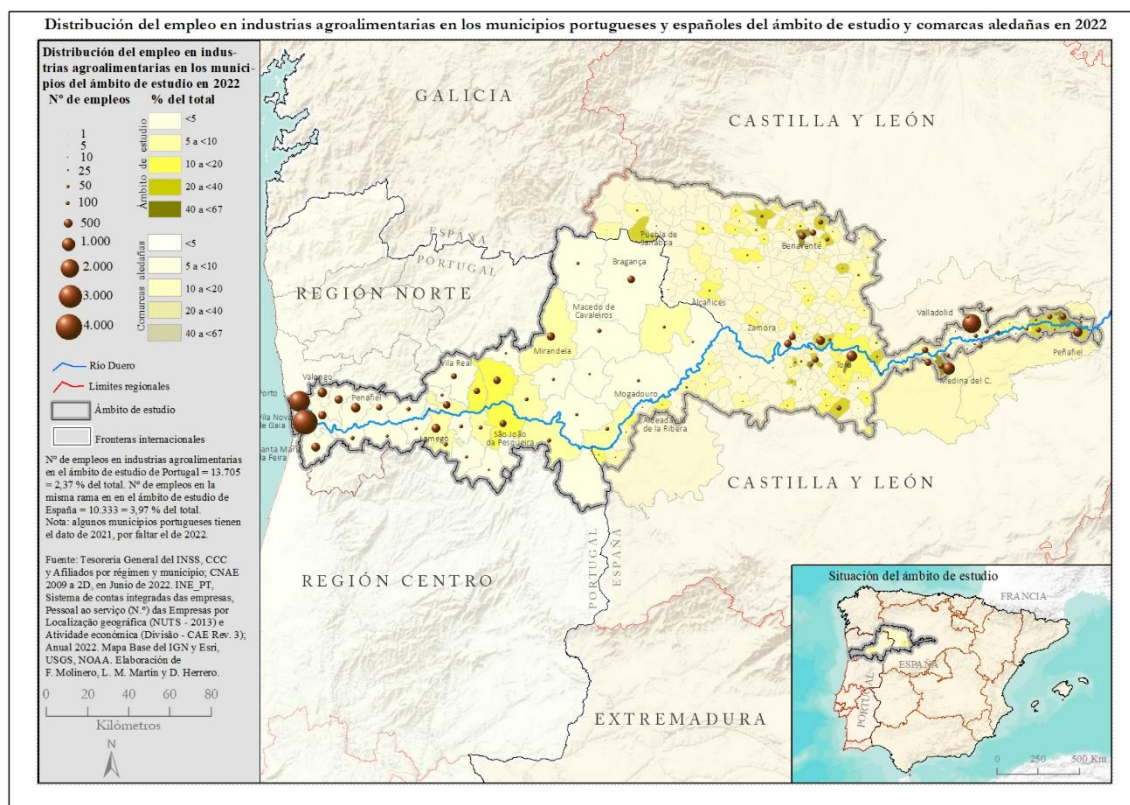 Distribución del empleo en industrias agroalimentarias en los municipios portugueses y españoles del ámbito de estudio y comarcas aledañas en 2022
Distribución del empleo en indus-
trias agroalimentarias en los munici-
pios del ámbito de estudio en 2022
Nº de empleos % del total
1
5
10
25
50
100
500
1.000
2.000
3.000
4.000
Ámbito de estudio
<5
5 a <10
10 a <20
20 a <40
40 a <67
Comarcas aledañas
<5
5 a <10
10 a <20
20 a <40
40 a <67
Río Duero
Límites regionales
Ámbito de estudio
Fronteras internacionales
Nº de empleos en industrias agroalimentarias
en el ámbito de estudio de Portugal = 13.705
= 2,37 % del total. Nº de empleos en la
misma rama en en el ámbito de estudio de
España = 10.333 = 3,97 % del total.
Nota: algunos municipios portugueses tienen
el dato de 2021, por faltar el de 2022.
Fuente: Tesorería General del INSS, CCC
y Afiliados por régimen y municipio; CNAE
2009 a 2D, en Junio de 2022. INE_PT,
Sistema de contas integradas das empresas,
Pessoal ao serviço (N.º) das Empresas por
Localização geográfica (NUTS - 2013) e
Atividade económica (Divisão - CAE Rev. 3);
Anual 2022. Mapa Base del IGN y Esri,
USGS, NOAA. Elaboración de
F. Molinero, L. M. Martín y D. Herrero.
0 20 40 60 80
Kilómetros
N
GALICIA
CASTILLA Y LEÓN
ESPAÑA
PORTUGAL
REGIÓN NORTE
Puebla de
Sanabria
Benavente
Bragança
Macedo de
Cavaleiros
Alcañices
Zamora
Toro
Valladolid
Peñafiel
Medina del C.
Mirandela
Vila Real
Valongo
Porto
Penafiel
Vila Nova
de Gaia
Santa Maria
da Feira
Lamego
São João
da Pesqueira
Mogadouro
Aldeadávila
de la Ribera
CASTILLA Y LEÓN
PORTUGAL
ESPAÑA
REGIÓN CENTRO
EXTREMADURA
Situación del ámbito de estudio
FRANCIA
ESPAÑA
PORTUGAL
0 250 500 Km